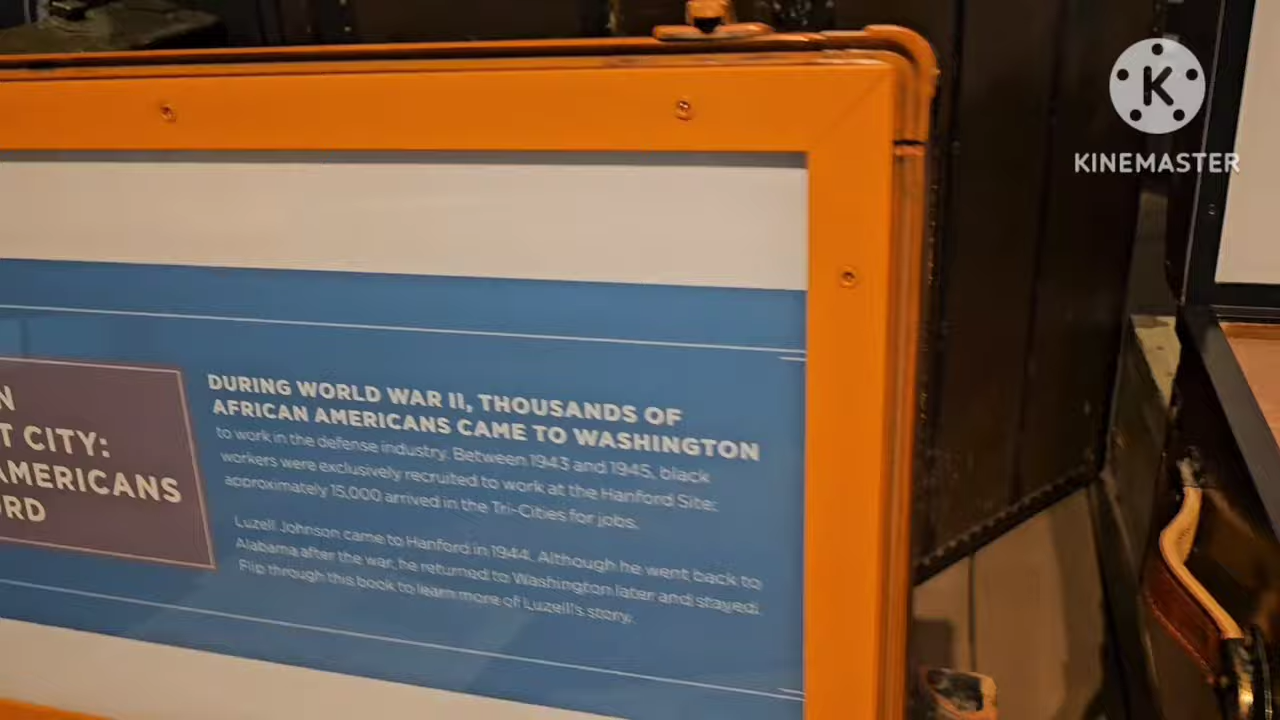 K
KINEMASTER
N
T CITY:
AMERICANS
RD
DURING WORLD WAR II, THOUSANDS OF
AFRICAN AMERICANS CAME TO WASHINGTON
to work in the defense industry. Between 1943 and 1945, black
workers were exclusively recruited to work at the Hanford Site;
approximately 15,000 arrived in the Tri-Cities for jobs.
Luzell Johnson came to Hanford in 1944. Although he went back to
Alabama after the war, he returned to Washington later and stayed.
Flip through this book to learn more of Luzell's story.